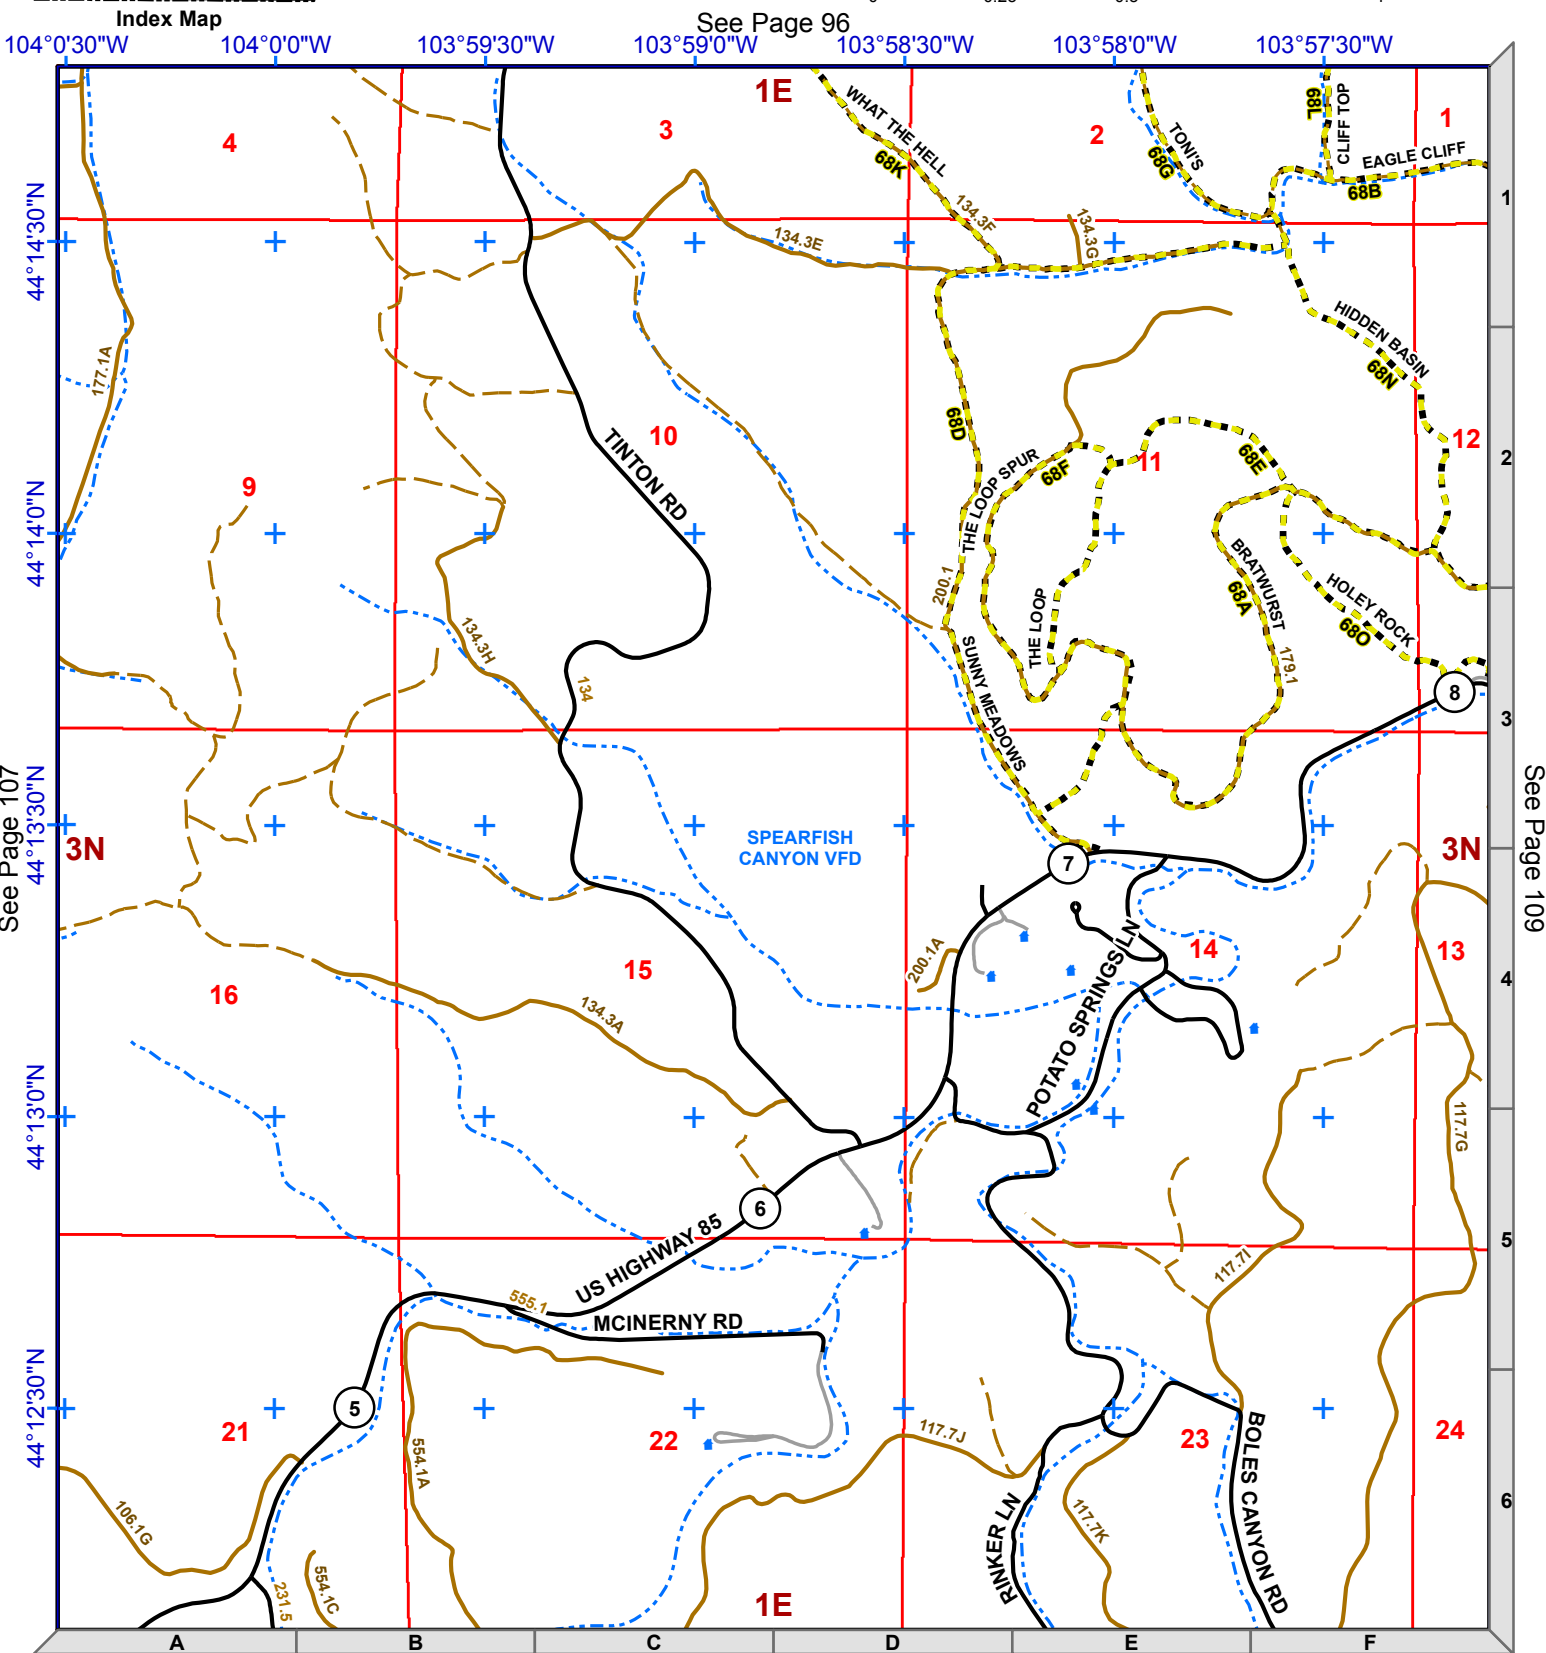 Index Map
See Page 96
104°0'30"W
104°0'0"W
103°59'30"W
103°59'0"W
103°58'30"W
103°58'0"W
103°57'30"W
1E
4
3
2
1
WHAT THE HELL
68K
TONI'S
68G
68L
CLIFF TOP
EAGLE CLIFF
68B
1
44°14'30"N
134.3E
134.3F
134.3G
HIDDEN BASIN
68N
177.1A
9
10
TINTON RD
68D
THE LOOP SPUR
68F
11
68E
12
2
44°14'0"N
200.1
THE LOOP
BRATWURST
68A
HOLEY ROCK
68O
179.1
134.3H
134
SUNNY MEADOWS
8
3
See Page 107
44°13'30"N
3N
SPEARFISH
CANYON VFD
7
3N
See Page 109
16
15
134.3A
200.1A
POTATO SPRINGS LN
14
13
4
44°13'0"N
117.7G
6
US HIGHWAY 85
117.7I
5
555.1
MCINERNY RD
5
44°12'30"N
21
22
117.7J
23
24
554.1A
BOLES CANYON RD
106.1G
117.7K
RINKER LN
6
231.5
554.1C
1E
A
B
C
D
E
F